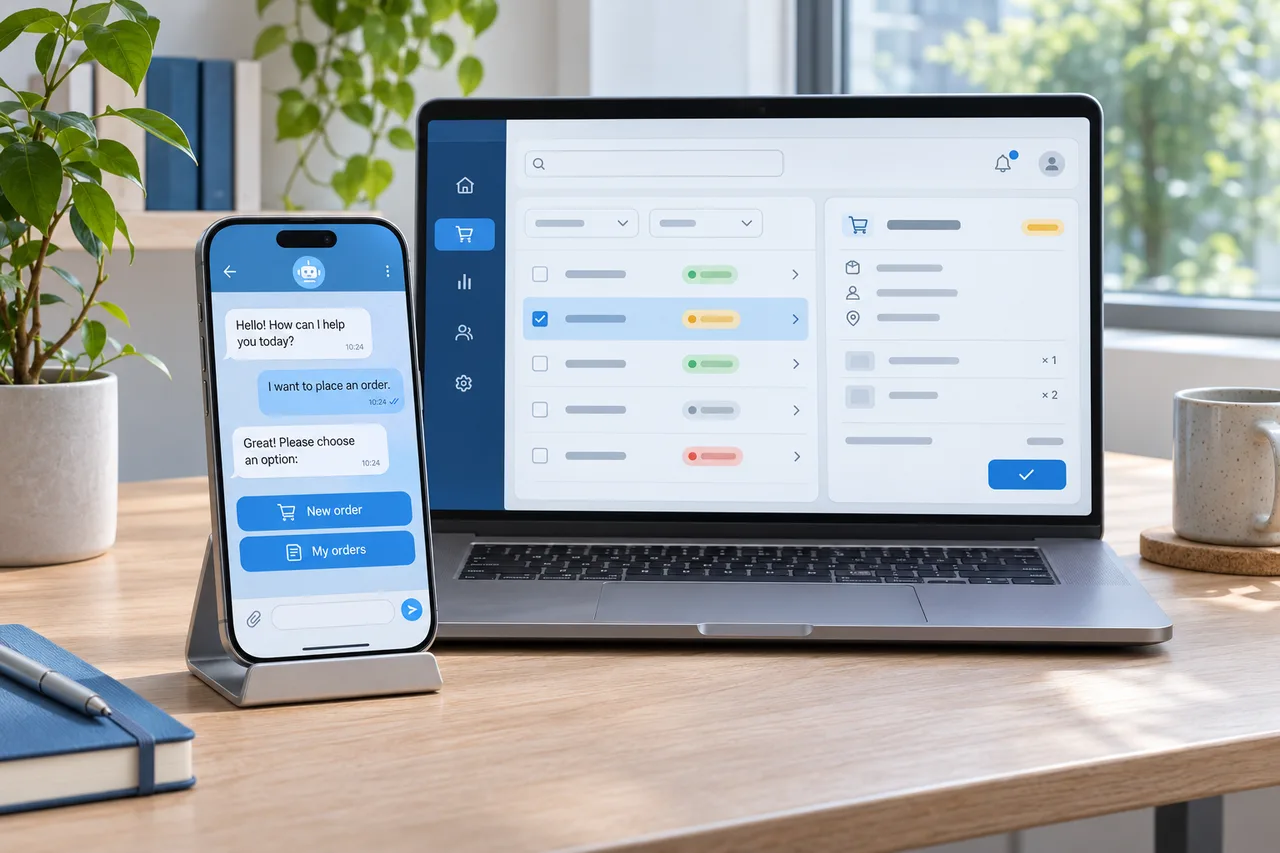 Hello! How can I help
you today?
10:24
I want to place an order.
10:24
Great! Please choose
an option:
10:24
New order
My orders
× 1
× 2